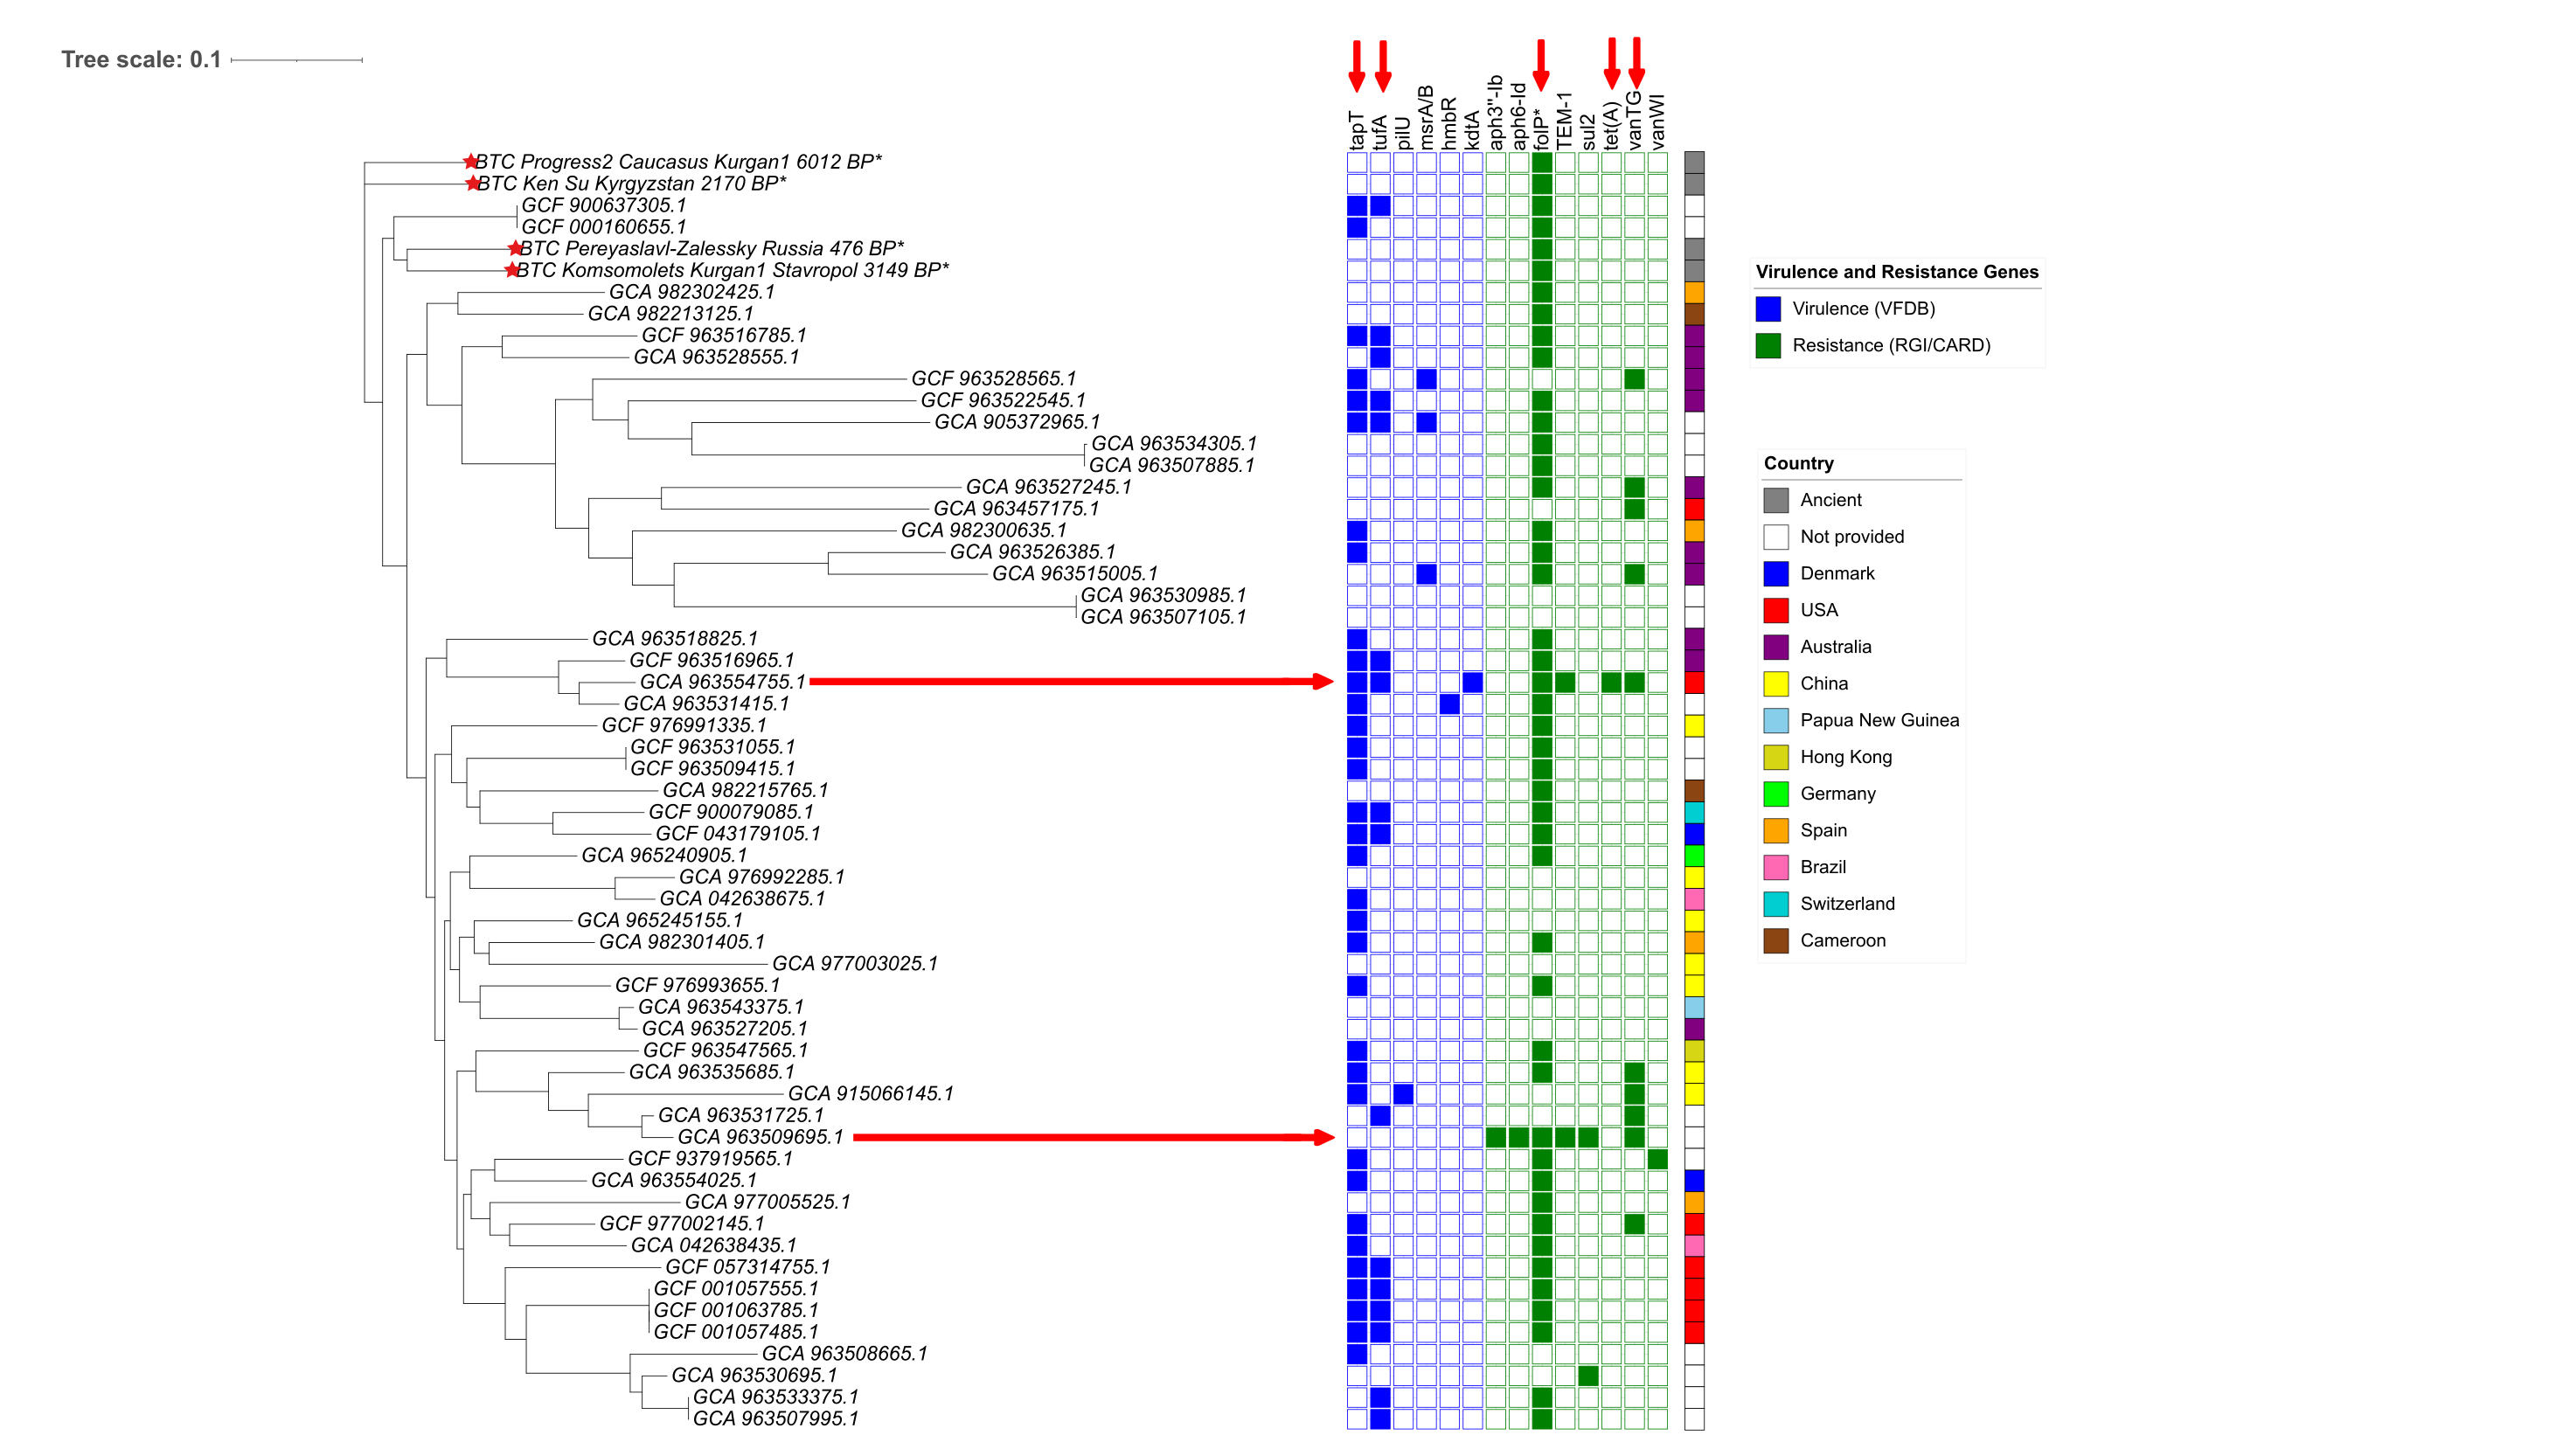 Tree scale: 0.1
tapT
tufA
pilU
msrA/B
hmbR
kdtA
aph3"-Ib
aph6-Id
folP*
TEM-1
sul2
tet(A)
vanTG
vanWI
BTC Progress2 Caucasus Kurgan1 6012 BP*
BTC Ken Su Kyrgyzstan 2170 BP*
GCF 900637305.1
GCF 000160655.1
BTC Pereyaslavl-Zalessky Russia 476 BP*
BTC Komsomolets Kurgan1 Stavropol 3149 BP*
GCA 982302425.1
GCA 982213125.1
GCF 963516785.1
GCA 963528555.1
GCF 963528565.1
GCF 963522545.1
GCA 905372965.1
GCA 963534305.1
GCA 963507885.1
GCA 963527245.1
GCA 963457175.1
GCA 982300635.1
GCA 963526385.1
GCA 963515005.1
GCA 963530985.1
GCA 963507105.1
GCA 963518825.1
GCF 963516965.1
GCA 963554755.1
GCA 963531415.1
GCF 976991335.1
GCF 963531055.1
GCF 963509415.1
GCA 982215765.1
GCF 900079085.1
GCF 043179105.1
GCA 965240905.1
GCA 976992285.1
GCA 042638675.1
GCA 965245155.1
GCA 982301405.1
GCA 977003025.1
GCF 976993655.1
GCA 963543375.1
GCA 963527205.1
GCF 963547565.1
GCA 963535685.1
GCA 915066145.1
GCA 963531725.1
GCA 963509695.1
GCF 937919565.1
GCA 963554025.1
GCA 977005525.1
GCF 977002145.1
GCA 042638435.1
GCF 057314755.1
GCF 001057555.1
GCF 001063785.1
GCF 001057485.1
GCA 963508665.1
GCA 963530695.1
GCA 963533375.1
GCA 963507995.1
Virulence and Resistance Genes
Virulence (VFDB)
Resistance (RGI/CARD)
Country
Ancient
Not provided
Denmark
USA
Australia
China
Papua New Guinea
Hong Kong
Germany
Spain
Brazil
Switzerland
Cameroon